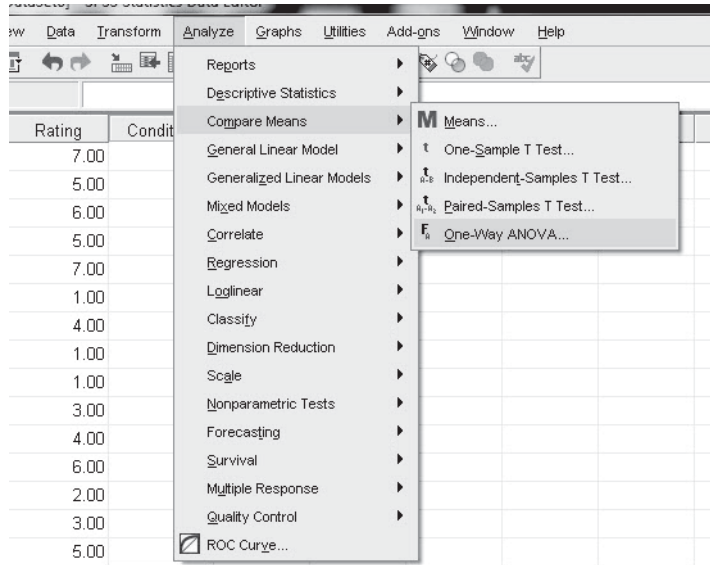 ew Data Transform Analyze Graphs Utilities Add-ons Window Help
Rating Condit
7.00
5.00
6.00
5.00
7.00
1.00
4.00
1.00
1.00
3.00
4.00
6.00
2.00
3.00
5.00
Reports
Descriptive Statistics
Compare Means
General Linear Model
Generalized Linear Models
Mixed Models
Correlate
Regression
Loglinear
Classify
Dimension Reduction
Scale
Nonparametric Tests
Forecasting
Survival
Multiple Response
Quality Control
ROC Curve...
M Means...
t One-Sample T Test...
Independent-Samples T Test...
Paired-Samples T Test...
One-Way ANOVA...